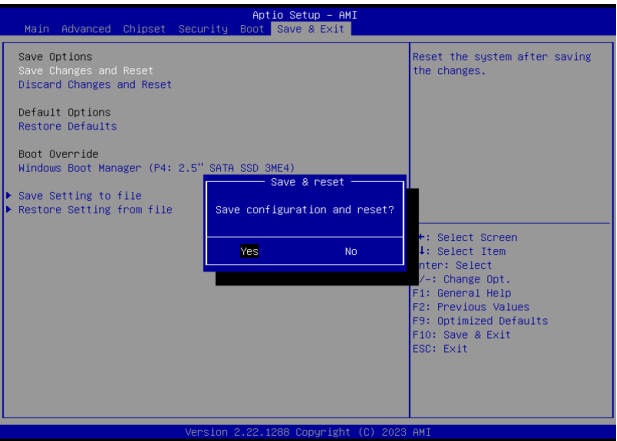 Aptio Setup – AMI
Main Advanced Chipset Security Boot Save & Exit
Save Options
Save Changes and Reset
Discard Changes and Reset
Default Options
Restore Defaults
Boot Override
Windows Boot Manager (P4: 2.5" SATA SSD 3ME4)
Save Setting to file
Restore Setting from file
Reset the system after saving
the changes.
Save & reset
Save configuration and reset?
Yes No
: Select Screen
: Select Item
nter: Select
/-: Change Opt.
F1: General Help
F2: Previous Values
F9: Optimized Defaults
F10: Save & Exit
ESC: Exit
Version 2.22.1288 Copyright (C) 2023 AMI